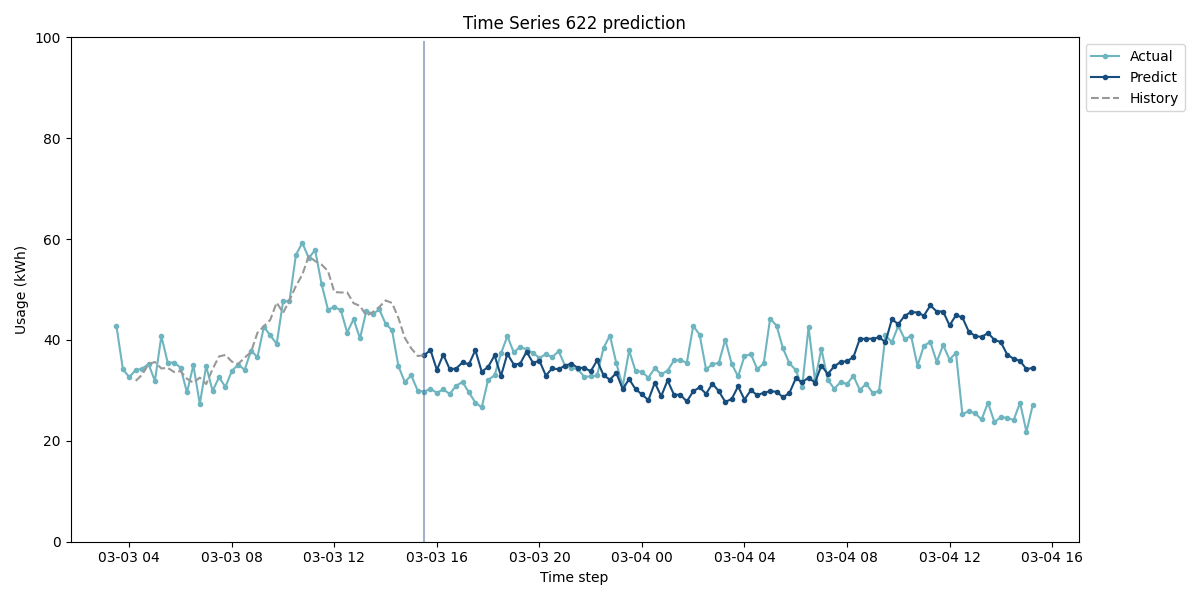 Time Series 622 prediction
Usage (kWh)
100
80
60
40
20
0
03-03 04
03-03 08
03-03 12
03-03 16
03-03 20
03-04 00
03-04 04
03-04 08
03-04 12
03-04 16
Time step
Actual
Predict
History